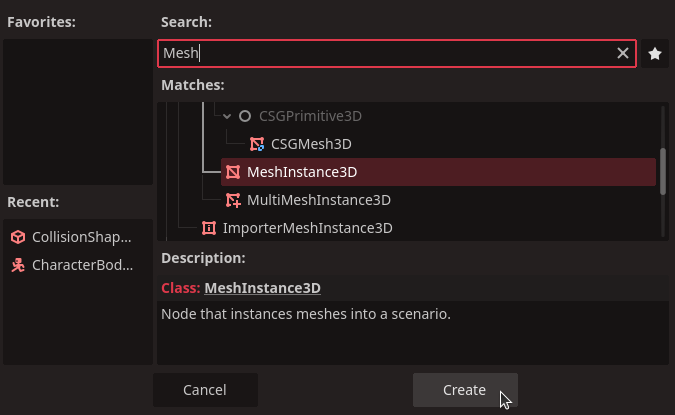 Favorites:
Search:
Mesh
Matches:
CSGPrimitive3D
CSGMesh3D
MeshInstance3D
MultiMeshInstance3D
ImporterMeshInstance3D
Recent:
CollisionShap...
CharacterBod...
Description:
Class: MeshInstance3D
Node that instances meshes into a scenario.
Cancel
Create